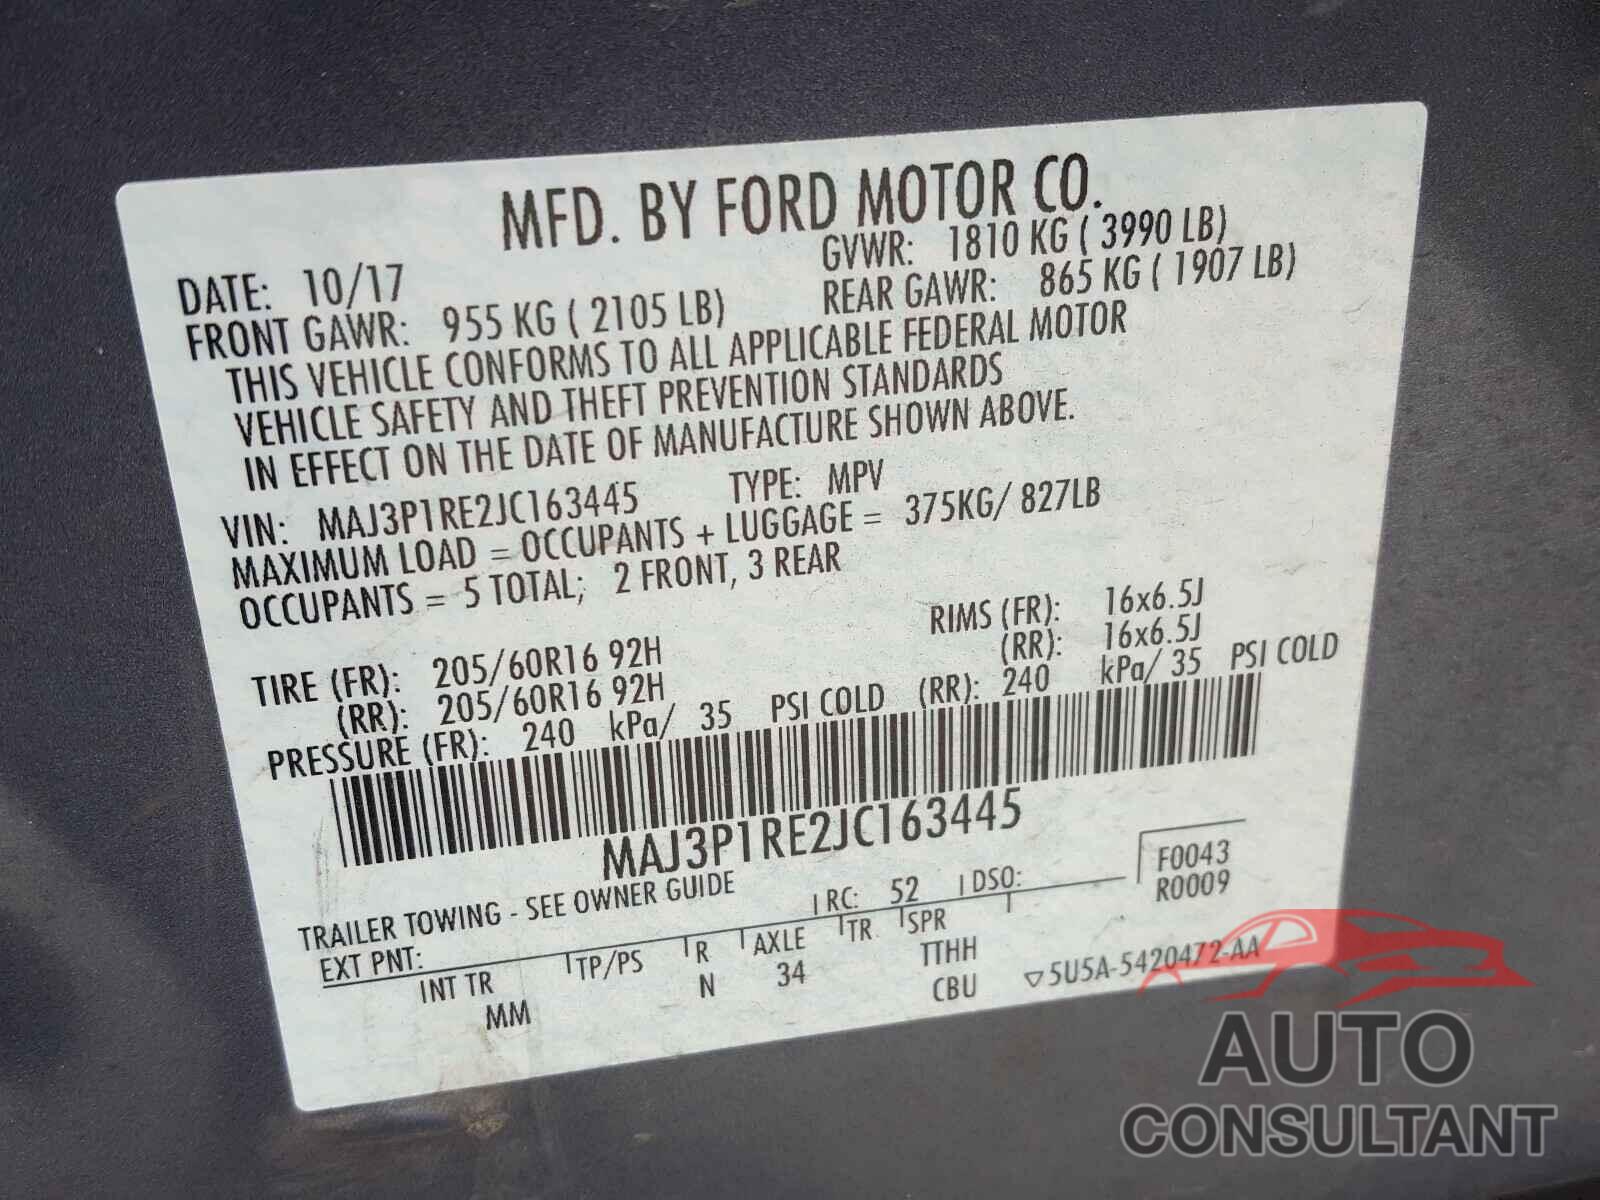 MFD. BY FORD MOTOR CO.
DATE: 10/17 GVWR: 1810 KG ( 3990 LB)
FRONT GAWR: 955 KG ( 2105 LB) REAR GAWR: 865 KG ( 1907 LB)
THIS VEHICLE CONFORMS TO ALL APPLICABLE FEDERAL MOTOR
VEHICLE SAFETY AND THEFT PREVENTION STANDARDS
IN EFFECT ON THE DATE OF MANUFACTURE SHOWN ABOVE.
VIN: MAJ3P1RE2JC163445 TYPE: MPV
MAXIMUM LOAD = OCCUPANTS + LUGGAGE = 375KG/ 827LB
OCCUPANTS = 5 TOTAL; 2 FRONT, 3 REAR
TIRE (FR): 205/60R16 92H RIMS (FR): 16x6.5J
(RR): 205/60R16 92H (RR): 16x6.5J
PRESSURE (FR): 240 kPa/ 35 PSI COLD (RR): 240 kPa/ 35 PSI COLD
MAJ3P1RE2JC163445
TRAILER TOWING - SEE OWNER GUIDE
F0043
R0009
EXT PNT: RC: 52 DSO:
INT TR TP/PS R AXLE TR SPR
MM N 34 TTHH
CBU
5U5A-5420472-AA
AUTO
CONSULTANT